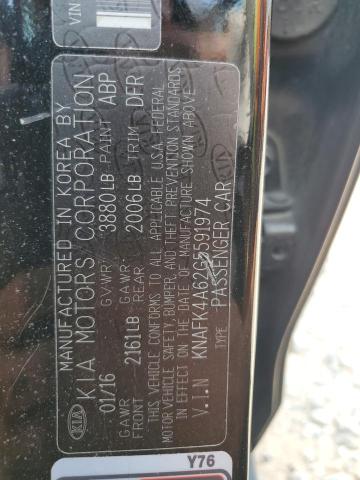 VIN
MANUFACTURED IN KOREA BY
KIA MOTORS CORPORATION
01/16 GVWR 3880LB PAINT ABP
GAWR FRONT 2161LB GAWR REAR 2006LB TRIM DFR
THIS VEHICLE CONFORMS TO ALL APPLICABLE U.S.A FEDERAL
MOTOR VEHICLE SAFETY, BUMPER, AND THEFT PREVENTION STANDARDS
IN EFFECT ON THE DATE OF MANUFACTURE SHOWN ABOVE
V.I.N KNAFK4A62G5591974
TYPE PASSENGER CAR
KIA
Y76